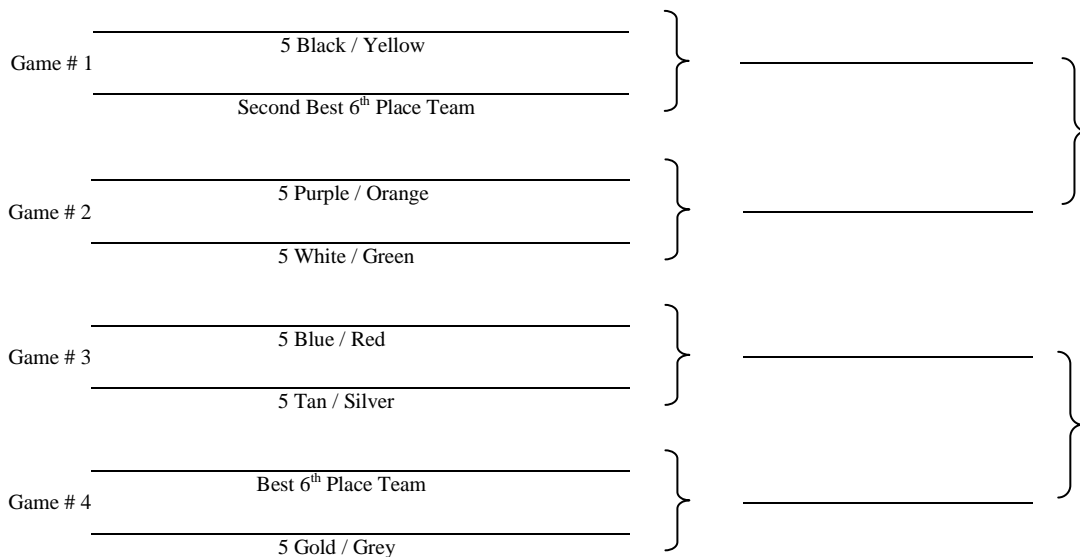 5 Black / Yellow
Game # 1
Second Best 6th Place Team
5 Purple / Orange
Game # 2
5 White / Green
5 Blue / Red
Game # 3
5 Tan / Silver
Best 6th Place Team
Game # 4
5 Gold / Grey